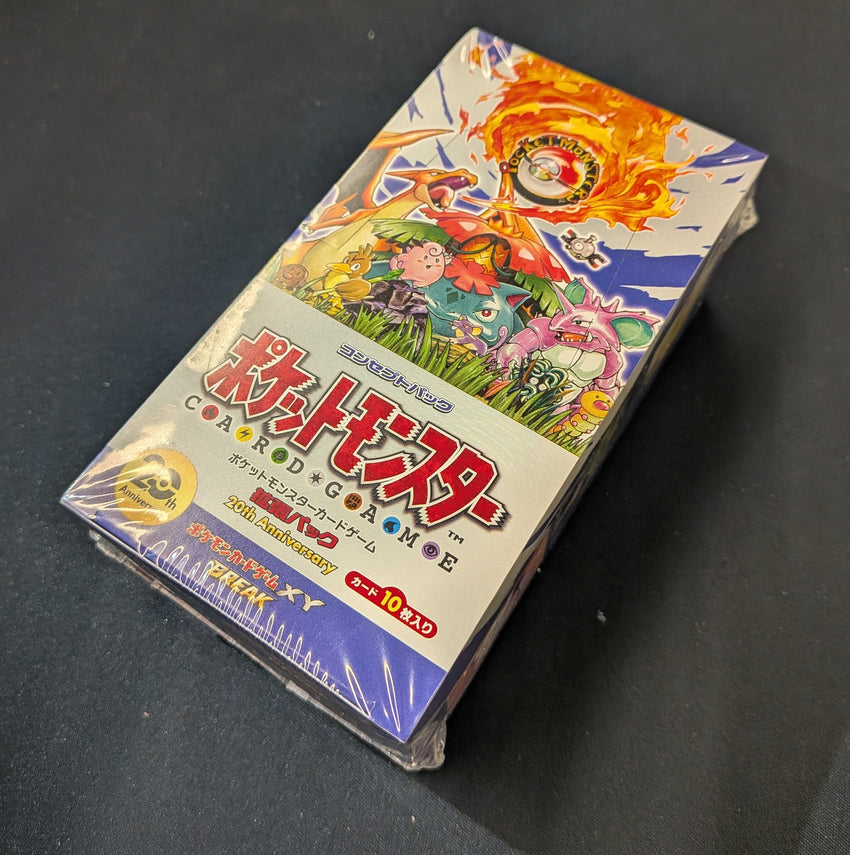 POCKET MONSTERS
コンセプトパック
ポケットモンスター
CARD GAME™
ポケットモンスターカードゲーム
拡張パック
20th Anniversary
カード10枚入り
20th
Anniversary
ポケモンカードゲーム
XY
BREAK